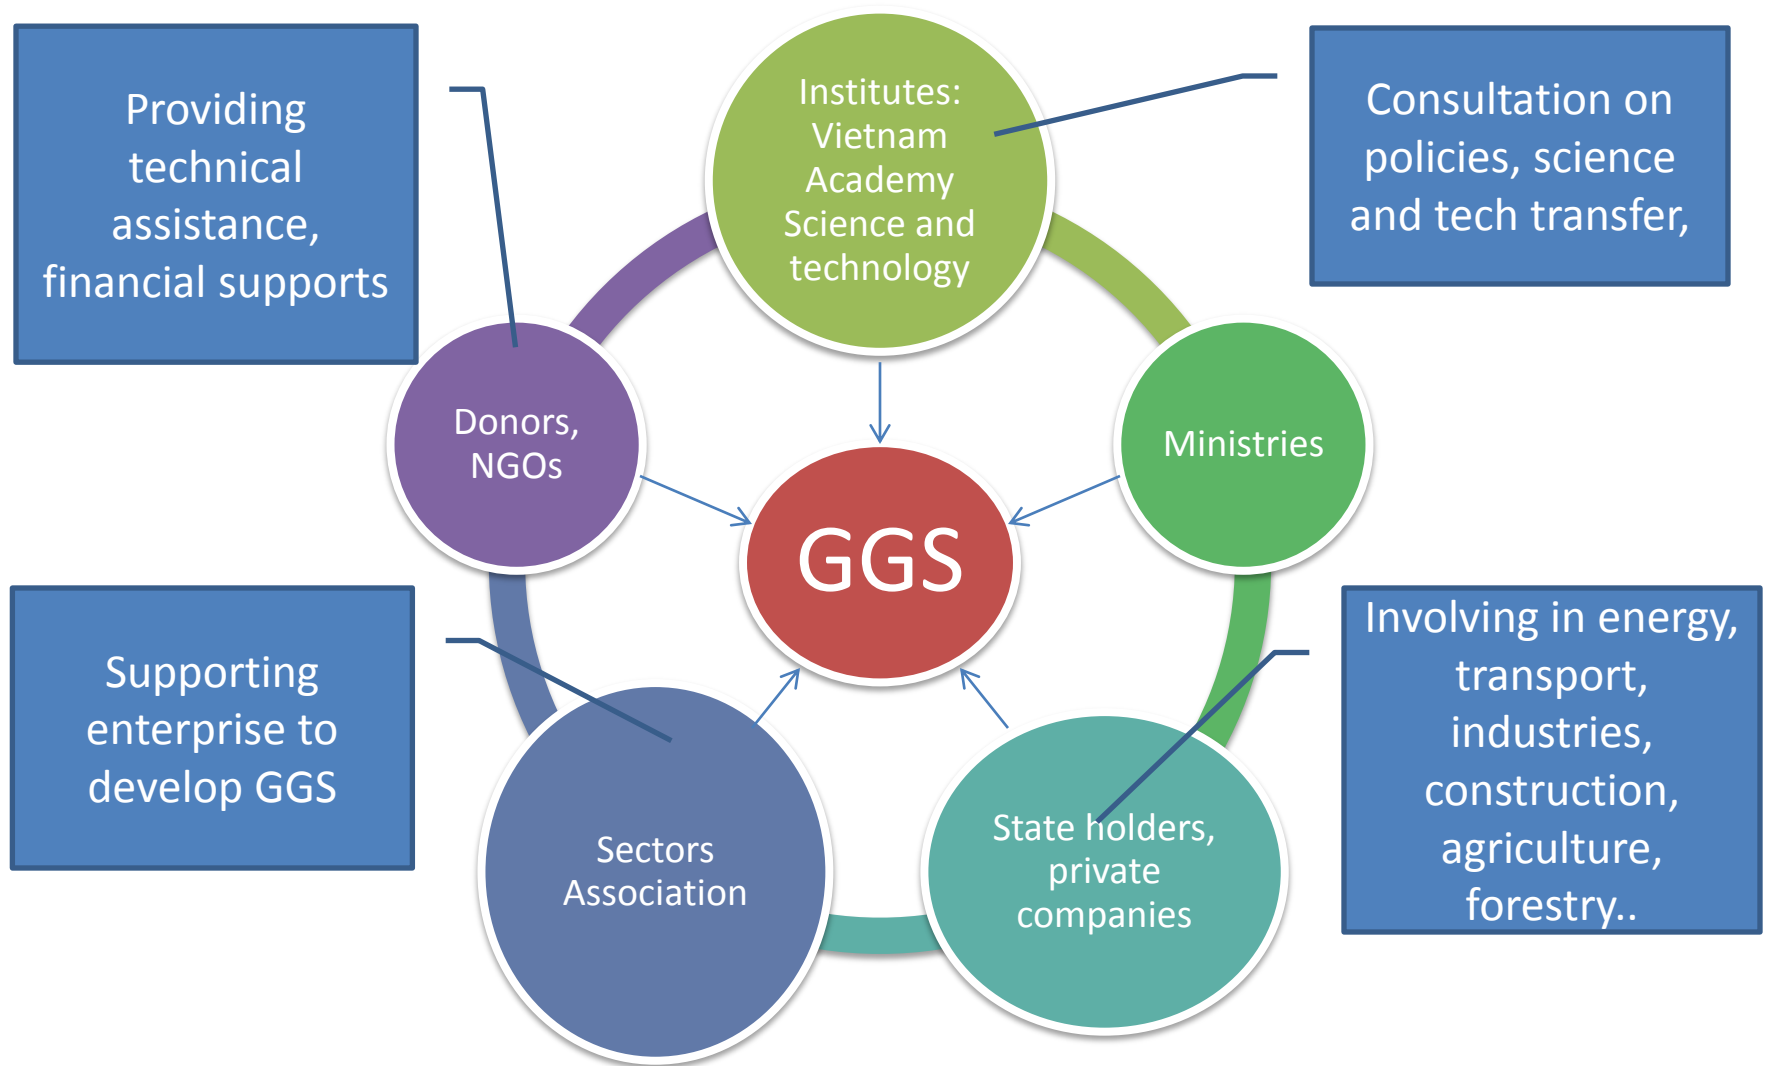 Providing
technical
assistance,
financial supports
Institutes:
Vietnam
Academy
Science and
technology
Consultation on
policies, science
and tech transfer,
Donors,
NGOs
Ministries
GGS
Supporting
enterprise to
develop GGS
Sectors
Association
State holders,
private
companies
Involving in energy,
transport,
industries,
construction,
agriculture,
forestry..